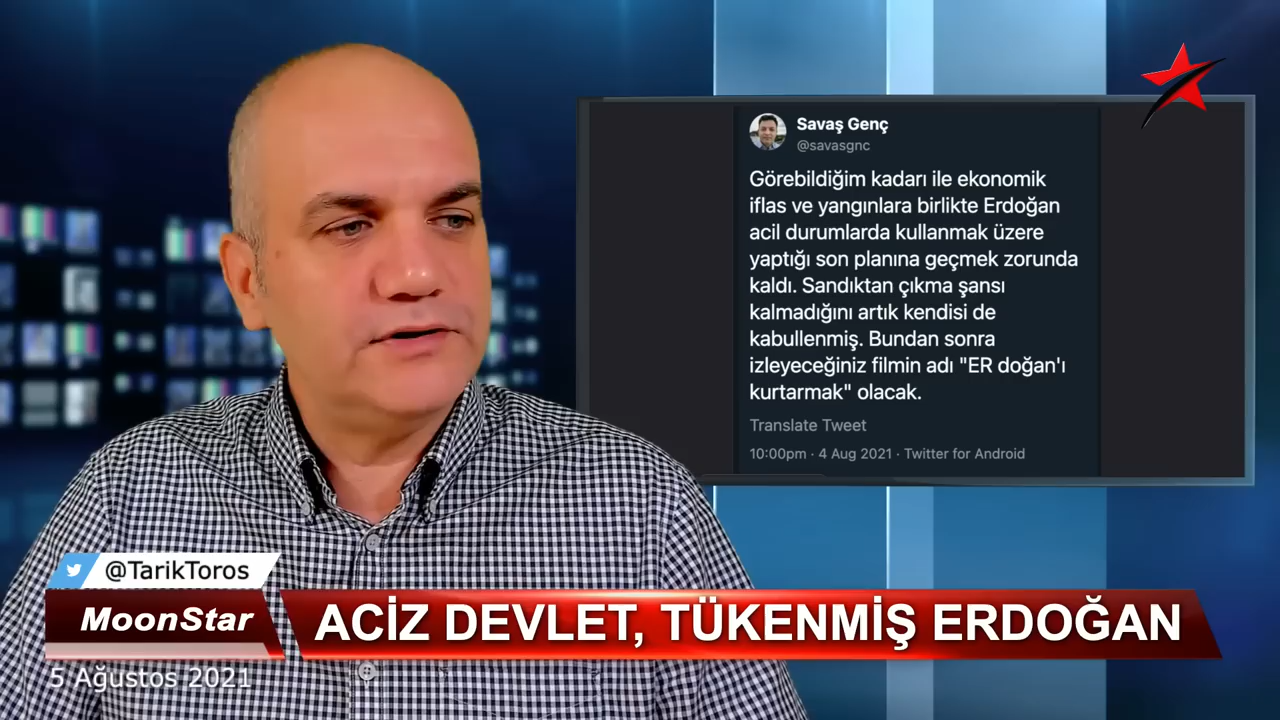 Savaş Genç
@savasgnc
Görebildiğim kadarı ile ekonomik
iflas ve yangınlara birlikte Erdoğan
acil durumlarda kullanmak üzere
yaptığı son planına geçmek zorunda
kaldı. Sandıktan çıkma şansı
kalmadığını artık kendisi de
kabullenmiş. Bundan sonra
izleyeceğiniz filmin adı "ER doğan'ı
kurtarmak" olacak.
Translate Tweet
10:00pm · 4 Aug 2021 · Twitter for Android
@TarikToros
MoonStar
ACİZ DEVLET, TÜKENMİŞ ERDOĞAN
5 Ağustos 2021